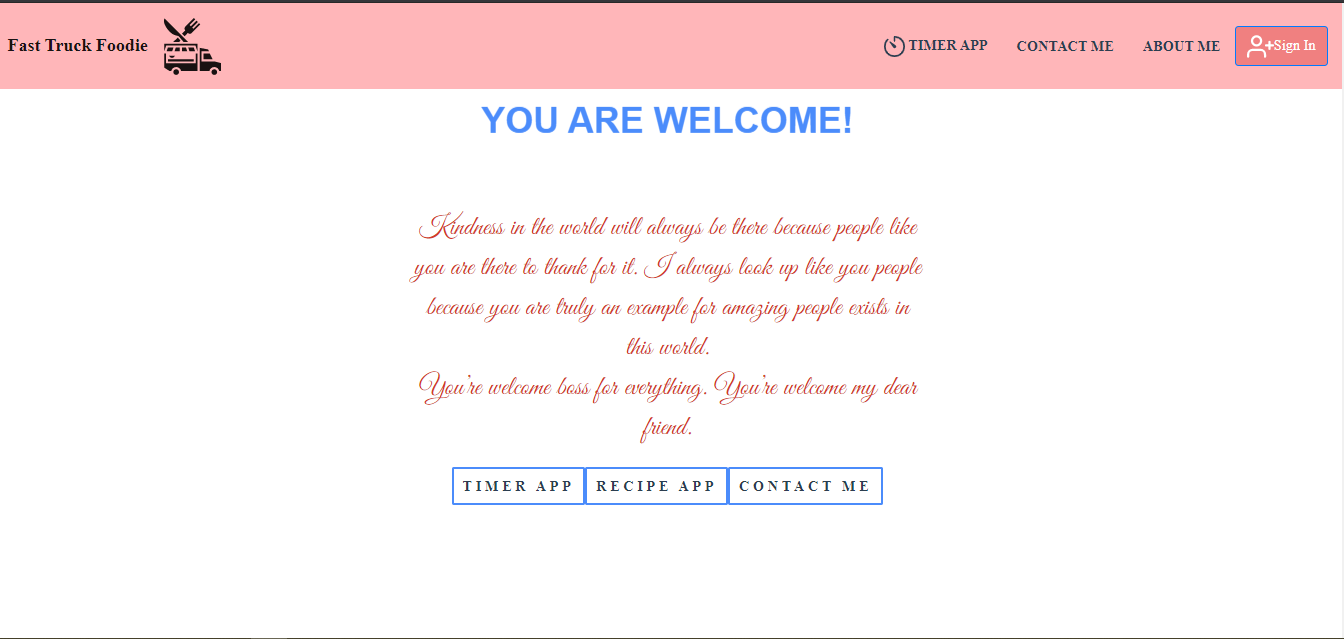 Fast Truck Foodie
TIMER APP
CONTACT ME
ABOUT ME
Sign In
YOU ARE WELCOME!
Kindness in the world will always be there because people like
you are there to thank for it. I always look up like you people
because you are truly an example for amazing people exists in
this world.
You're welcome boss for everything. You're welcome my dear
friend.
TIMER APP
RECIPE APP
CONTACT ME